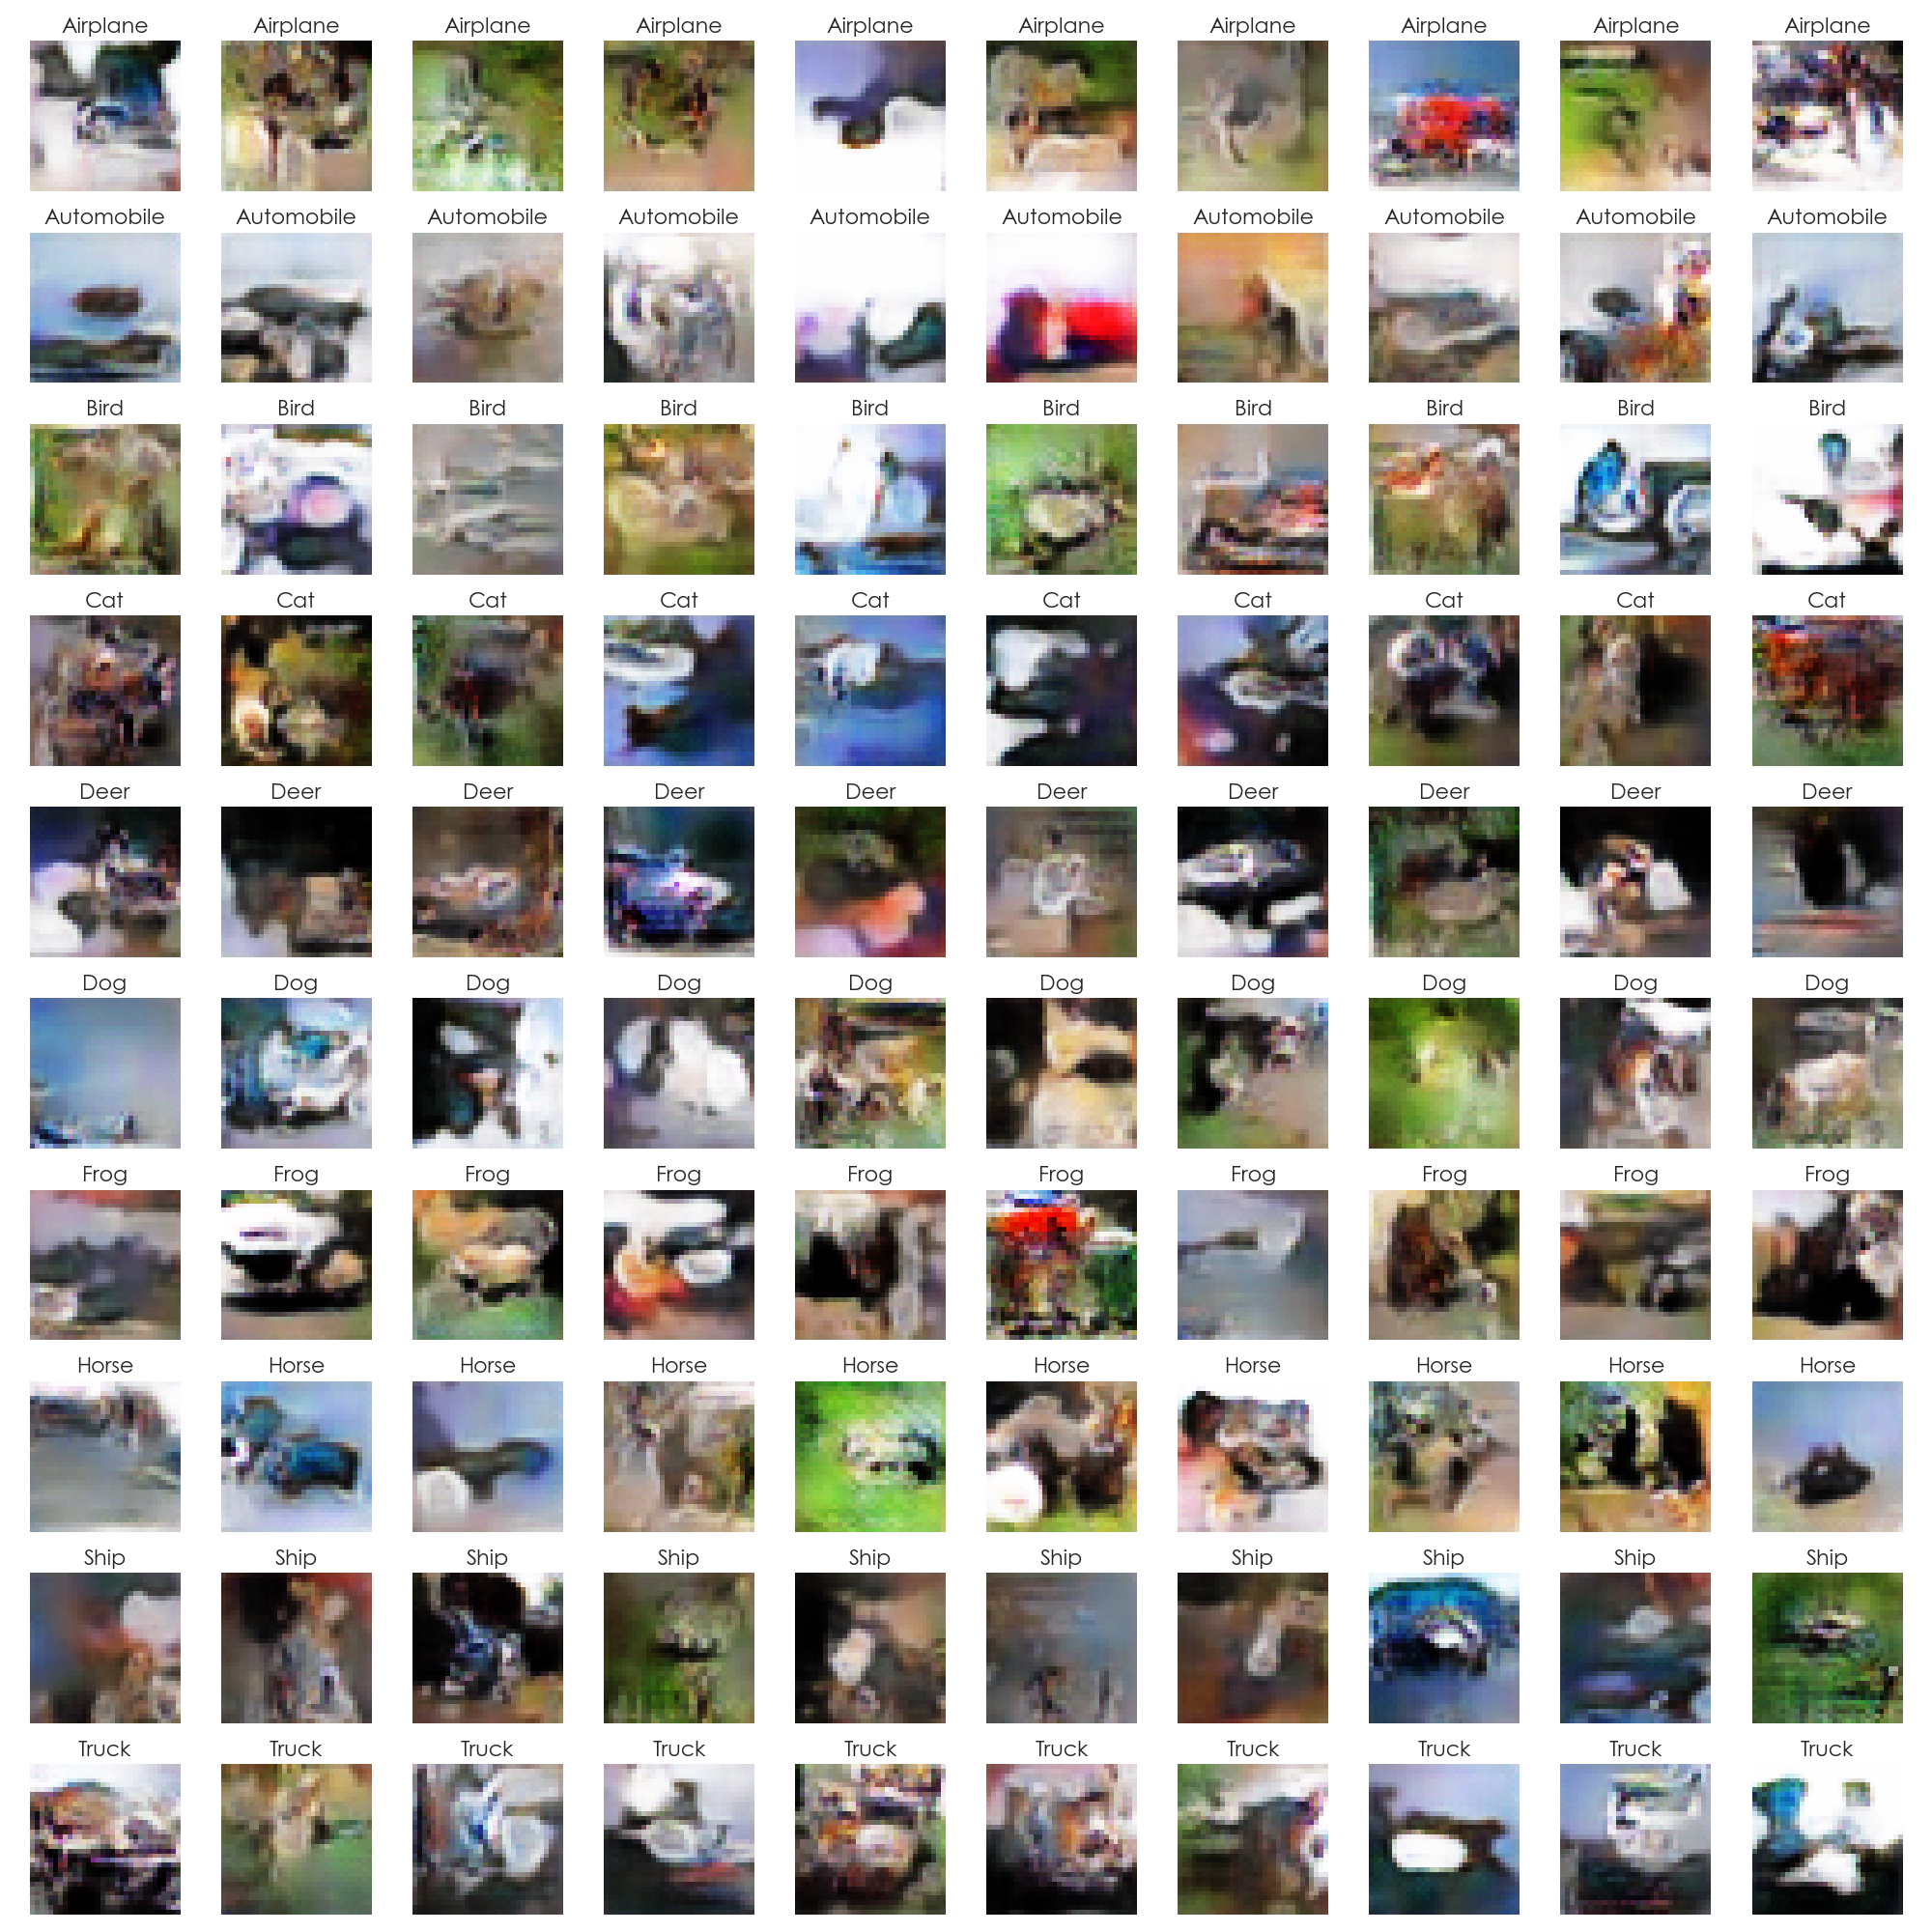 Airplane Airplane Airplane Airplane Airplane Airplane Airplane Airplane Airplane Airplane
Automobile Automobile Automobile Automobile Automobile Automobile Automobile Automobile Automobile Automobile
Bird Bird Bird Bird Bird Bird Bird Bird Bird Bird
Cat Cat Cat Cat Cat Cat Cat Cat Cat Cat
Deer Deer Deer Deer Deer Deer Deer Deer Deer Deer
Dog Dog Dog Dog Dog Dog Dog Dog Dog Dog
Frog Frog Frog Frog Frog Frog Frog Frog Frog Frog
Horse Horse Horse Horse Horse Horse Horse Horse Horse Horse
Ship Ship Ship Ship Ship Ship Ship Ship Ship Ship
Truck Truck Truck Truck Truck Truck Truck Truck Truck Truck